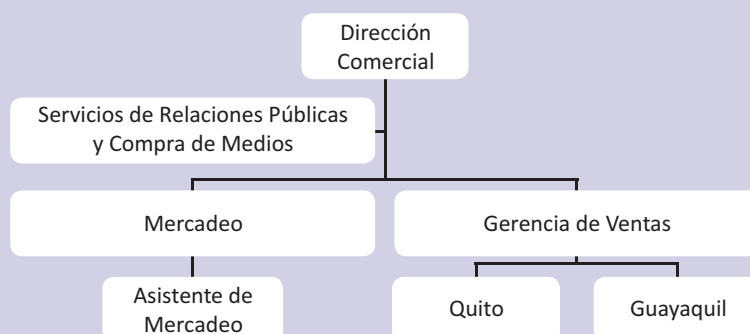 Dirección
Comercial
Servicios de Relaciones Públicas
y Compra de Medios
Mercadeo
Gerencia de Ventas
Asistente de
Mercadeo
Quito
Guayaquil